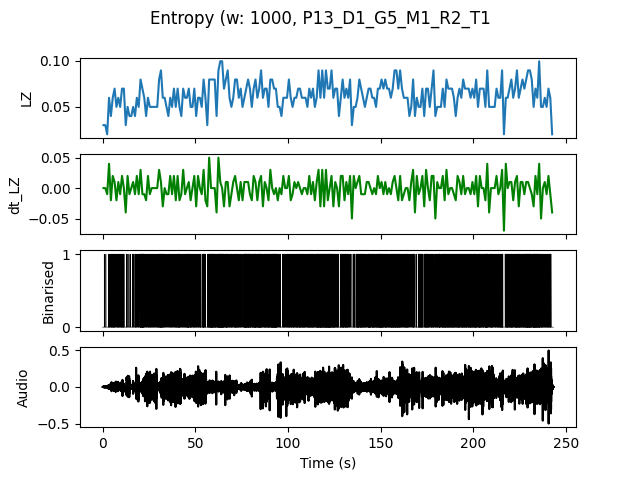 Entropy (w: 1000, P13_D1_G5_M1_R2_T1
0.10
0.05
LZ
0.05
0.00
−0.05
dt_LZ
1
0
Binarised
0.5
0.0
−0.5
Audio
0 50 100 150 200 250
Time (s)